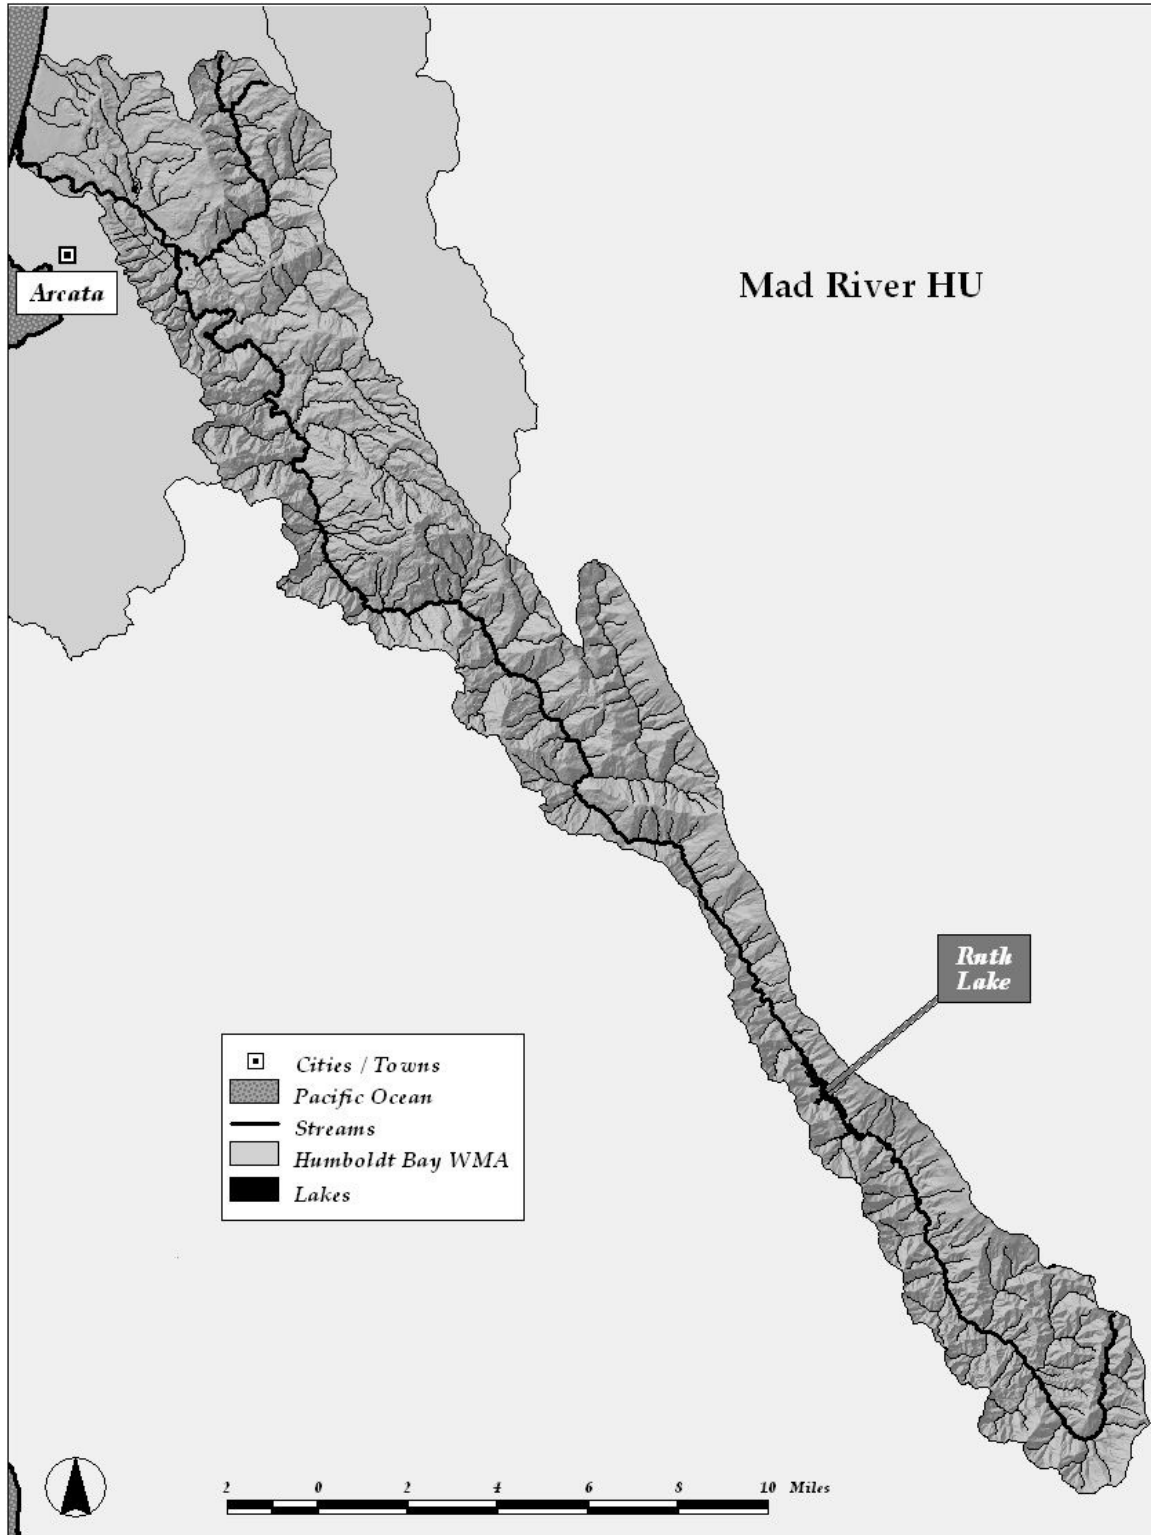 Mad River HU
Arcata
Ruth
Lake
Cities / Towns
Pacific Ocean
Streams
Humboldt Bay WMA
Lakes
2 0 2 4 6 8 10 Miles